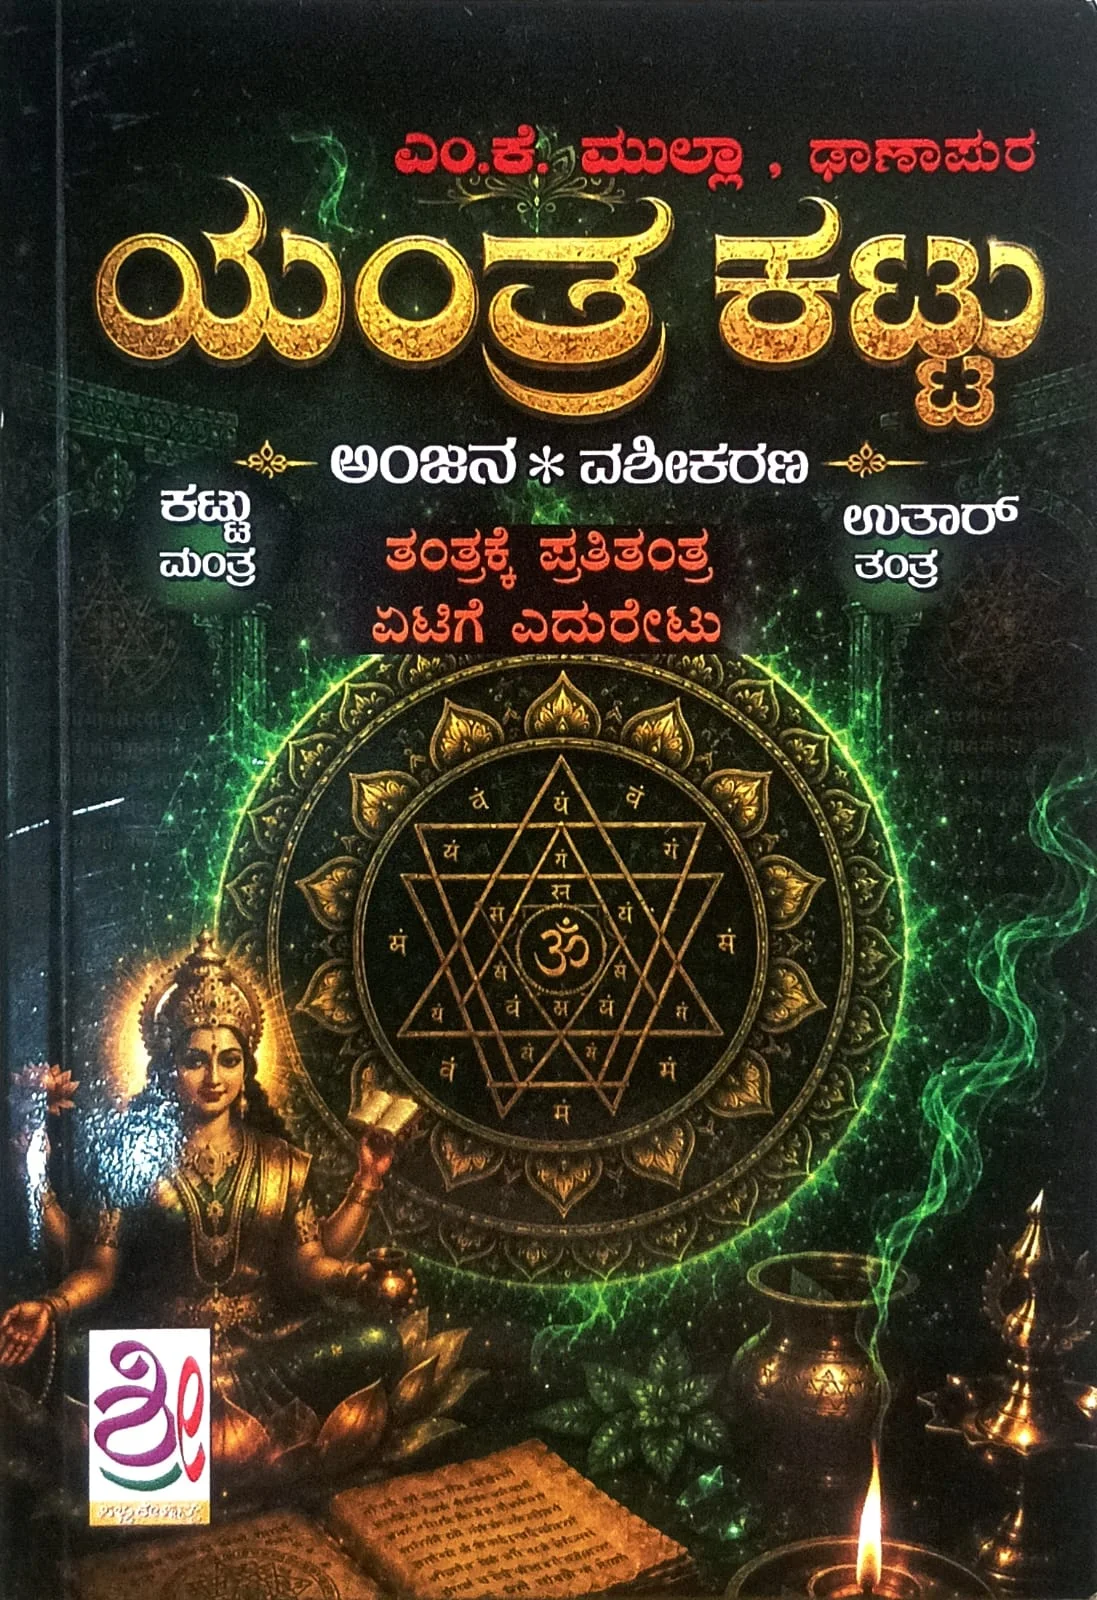 ಎಂ.ಕೆ. ಮುಲ್ಲಾ , ಢಾಣಾಪುರ
ಯಂತ್ರ ಕಟ್ಟು
ಅಂಜನ * ವಶೀಕರಣ
ಕಟ್ಟು
ಮಂತ್ರ
ಉತಾರ್
ತಂತ್ರ
ತಂತ್ರಕ್ಕೆ ಪ್ರತಿತಂತ್ರ
ಏಟಿಗೆ ಎದುರೇಟು
ॐ
ಶ್ರೀ